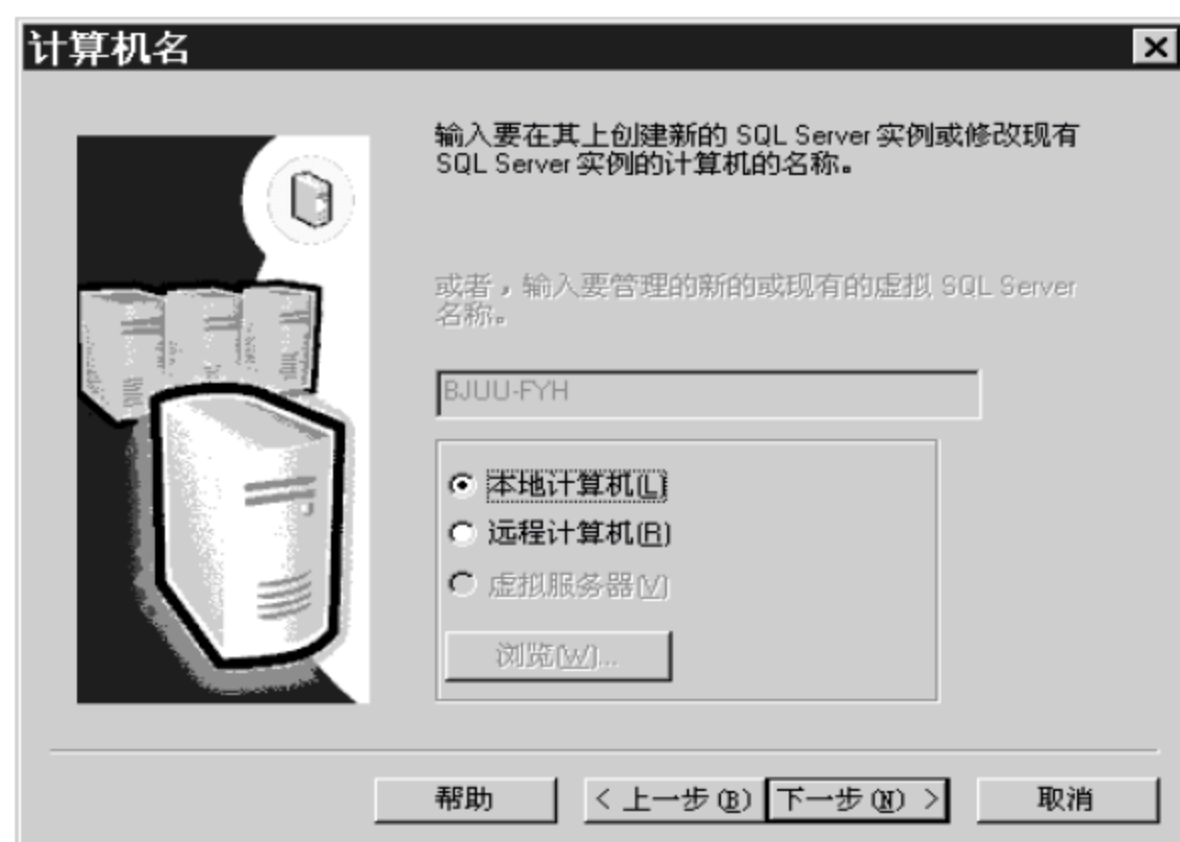 计算机名
输入要在其上创建新的 SQL Server 实例或修改现有
SQL Server 实例的计算机的名称。
或者，输入要管理的新的或现有的虚拟 SQL Server
名称。
BJUU-FYH
本地计算机(L)
远程计算机(R)
虚拟服务器(V)
浏览(W)...
帮助
< 上一步(B)
下一步(N) >
取消